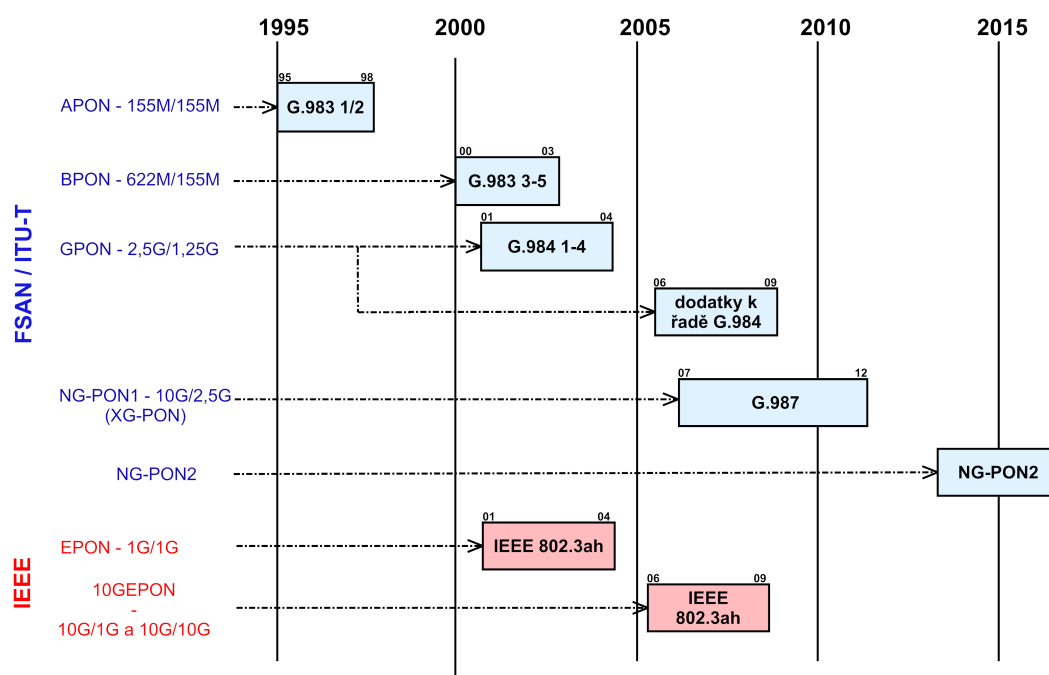 1995 2000 2005 2010 2015
FSAN / ITU-T
95 98
APON - 155M/155M G.983 1/2
00 03
BPON - 622M/155M G.983 3-5
01 04
GPON - 2,5G/1,25G G.984 1-4
06 09
dodatky k
řadě G.984
07 12
NG-PON1 - 10G/2,5G G.987
(XG-PON)
NG-PON2 NG-PON2
IEEE
01 04
EPON - 1G/1G IEEE 802.3ah
06 09
10GEPON
-
10G/1G a 10G/10G
IEEE
802.3ah